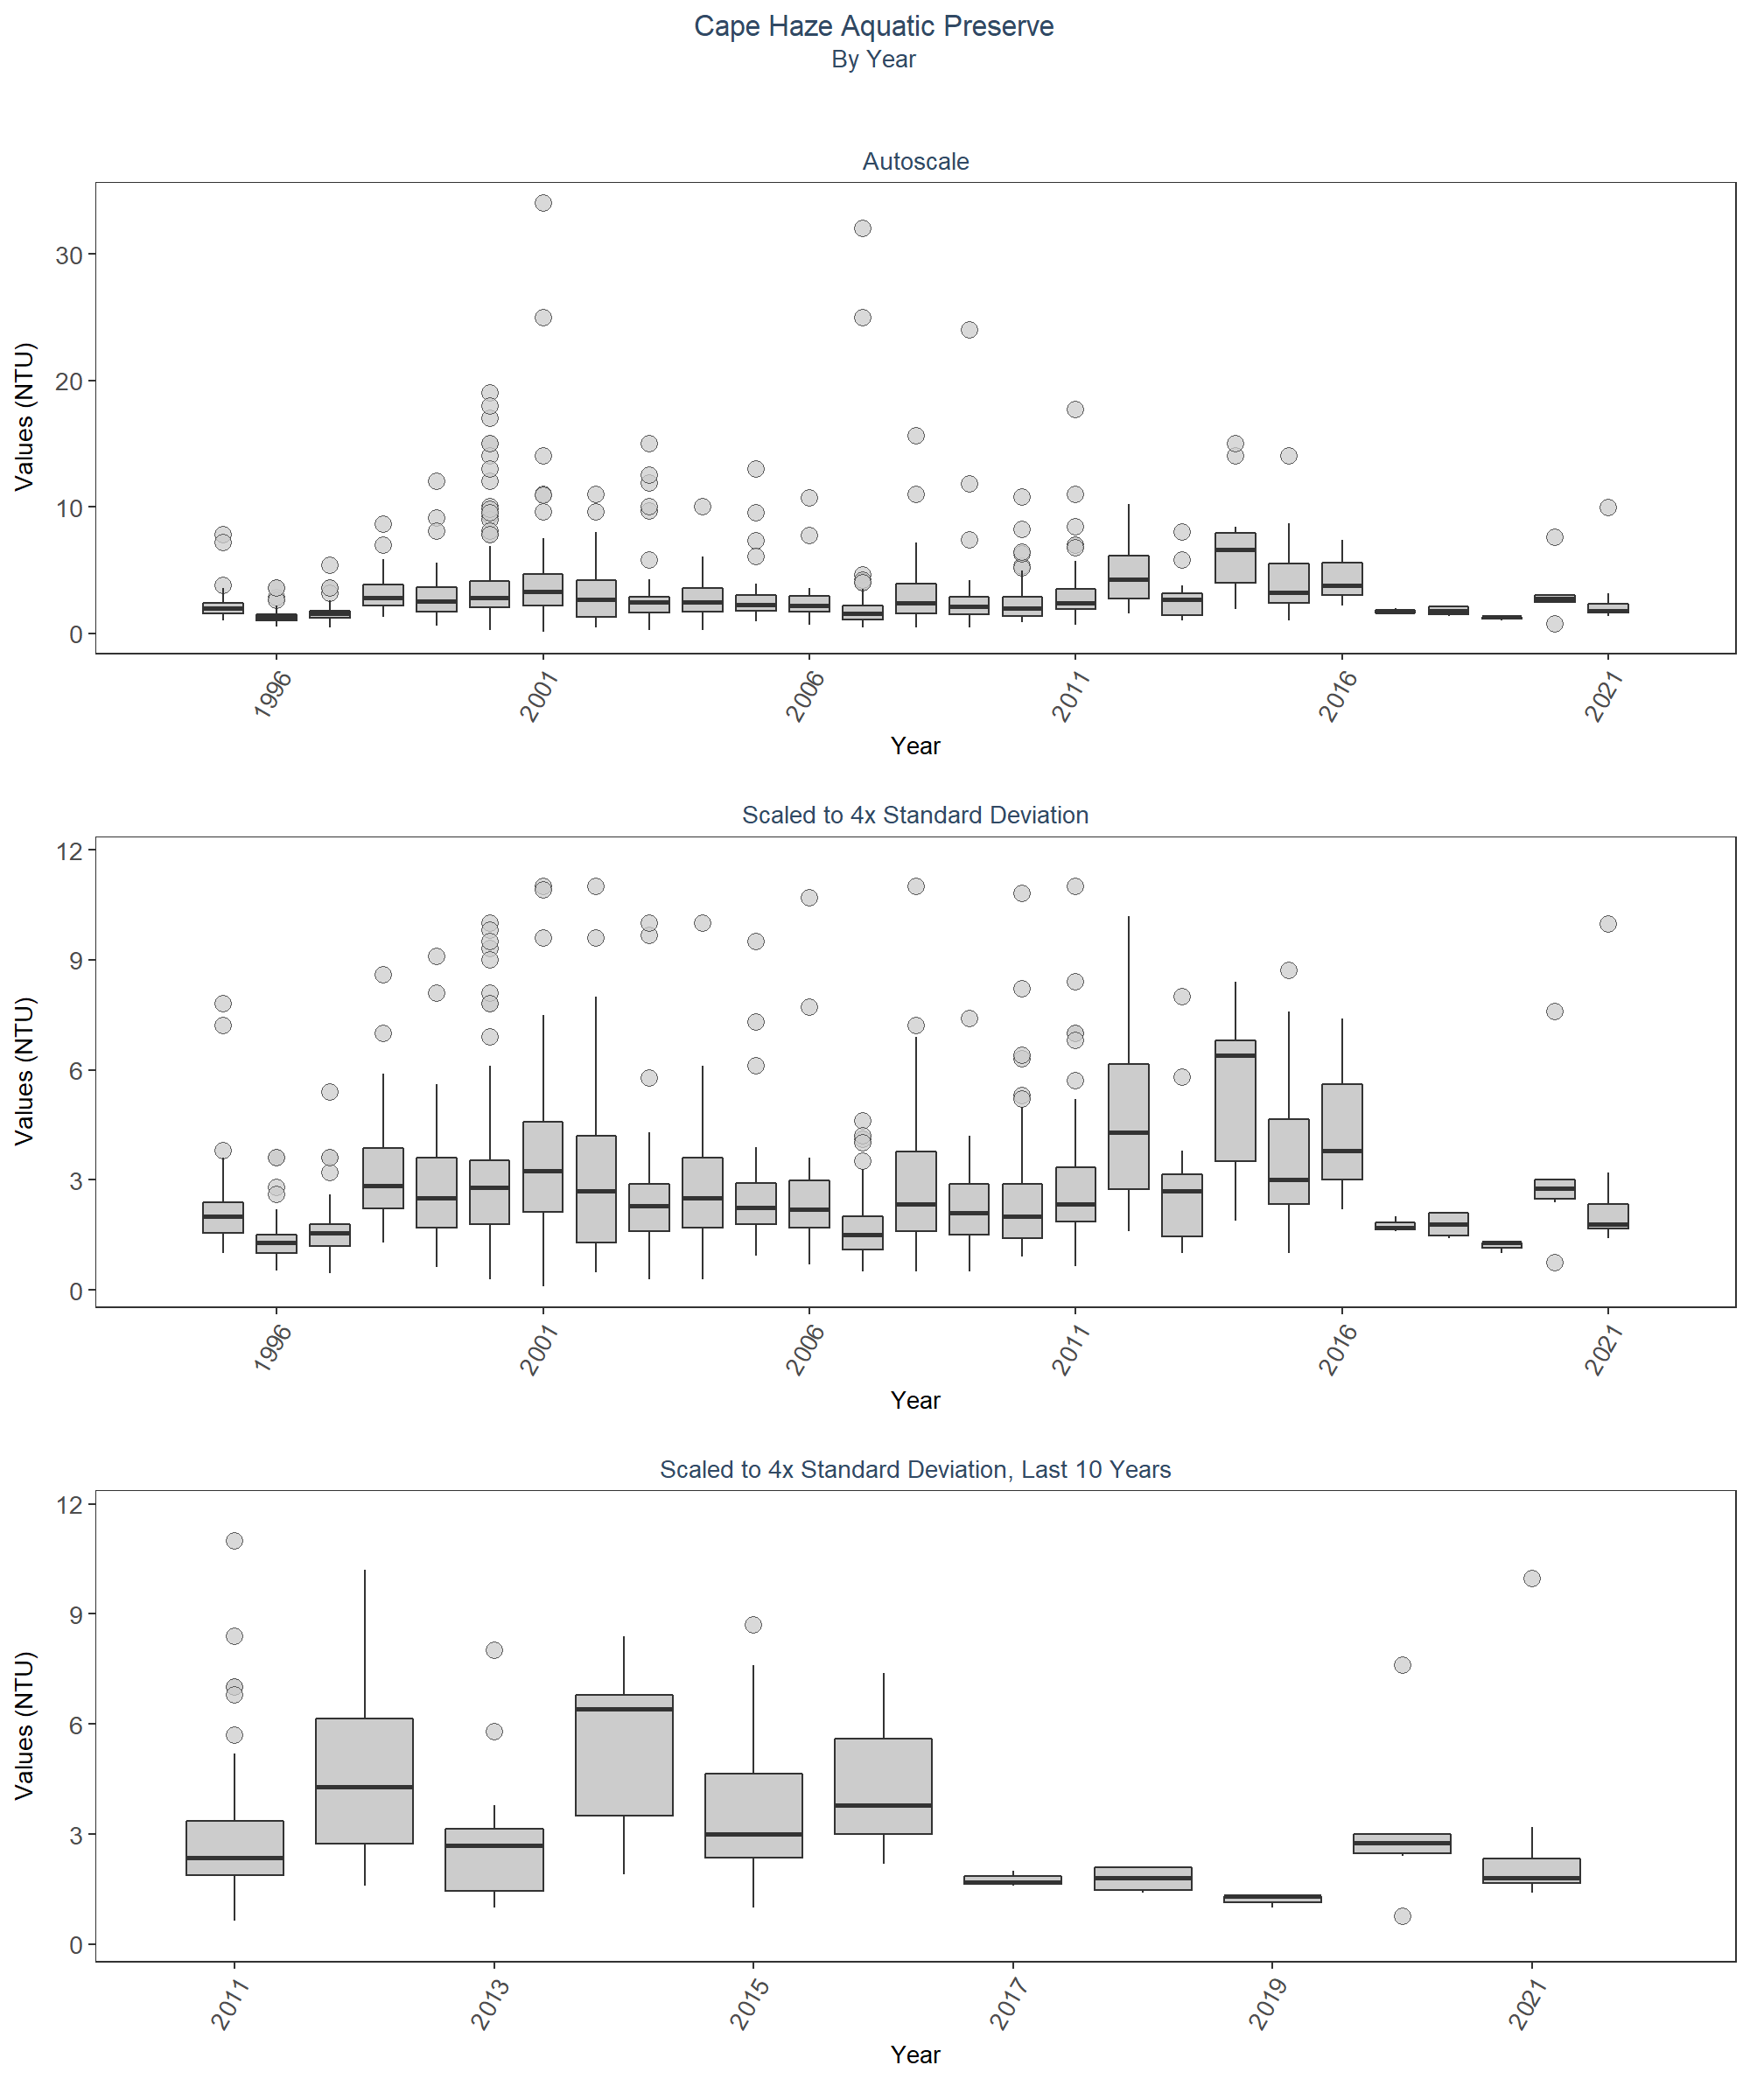 Cape Haze Aquatic Preserve
By Year
Autoscale
Values (NTU)
30
20
10
0
1996
2001
2006
2011
2016
2021
Year
Scaled to 4x Standard Deviation
Values (NTU)
12
9
6
3
0
1996
2001
2006
2011
2016
2021
Year
Scaled to 4x Standard Deviation, Last 10 Years
Values (NTU)
12
9
6
3
0
2011
2013
2015
2017
2019
2021
Year